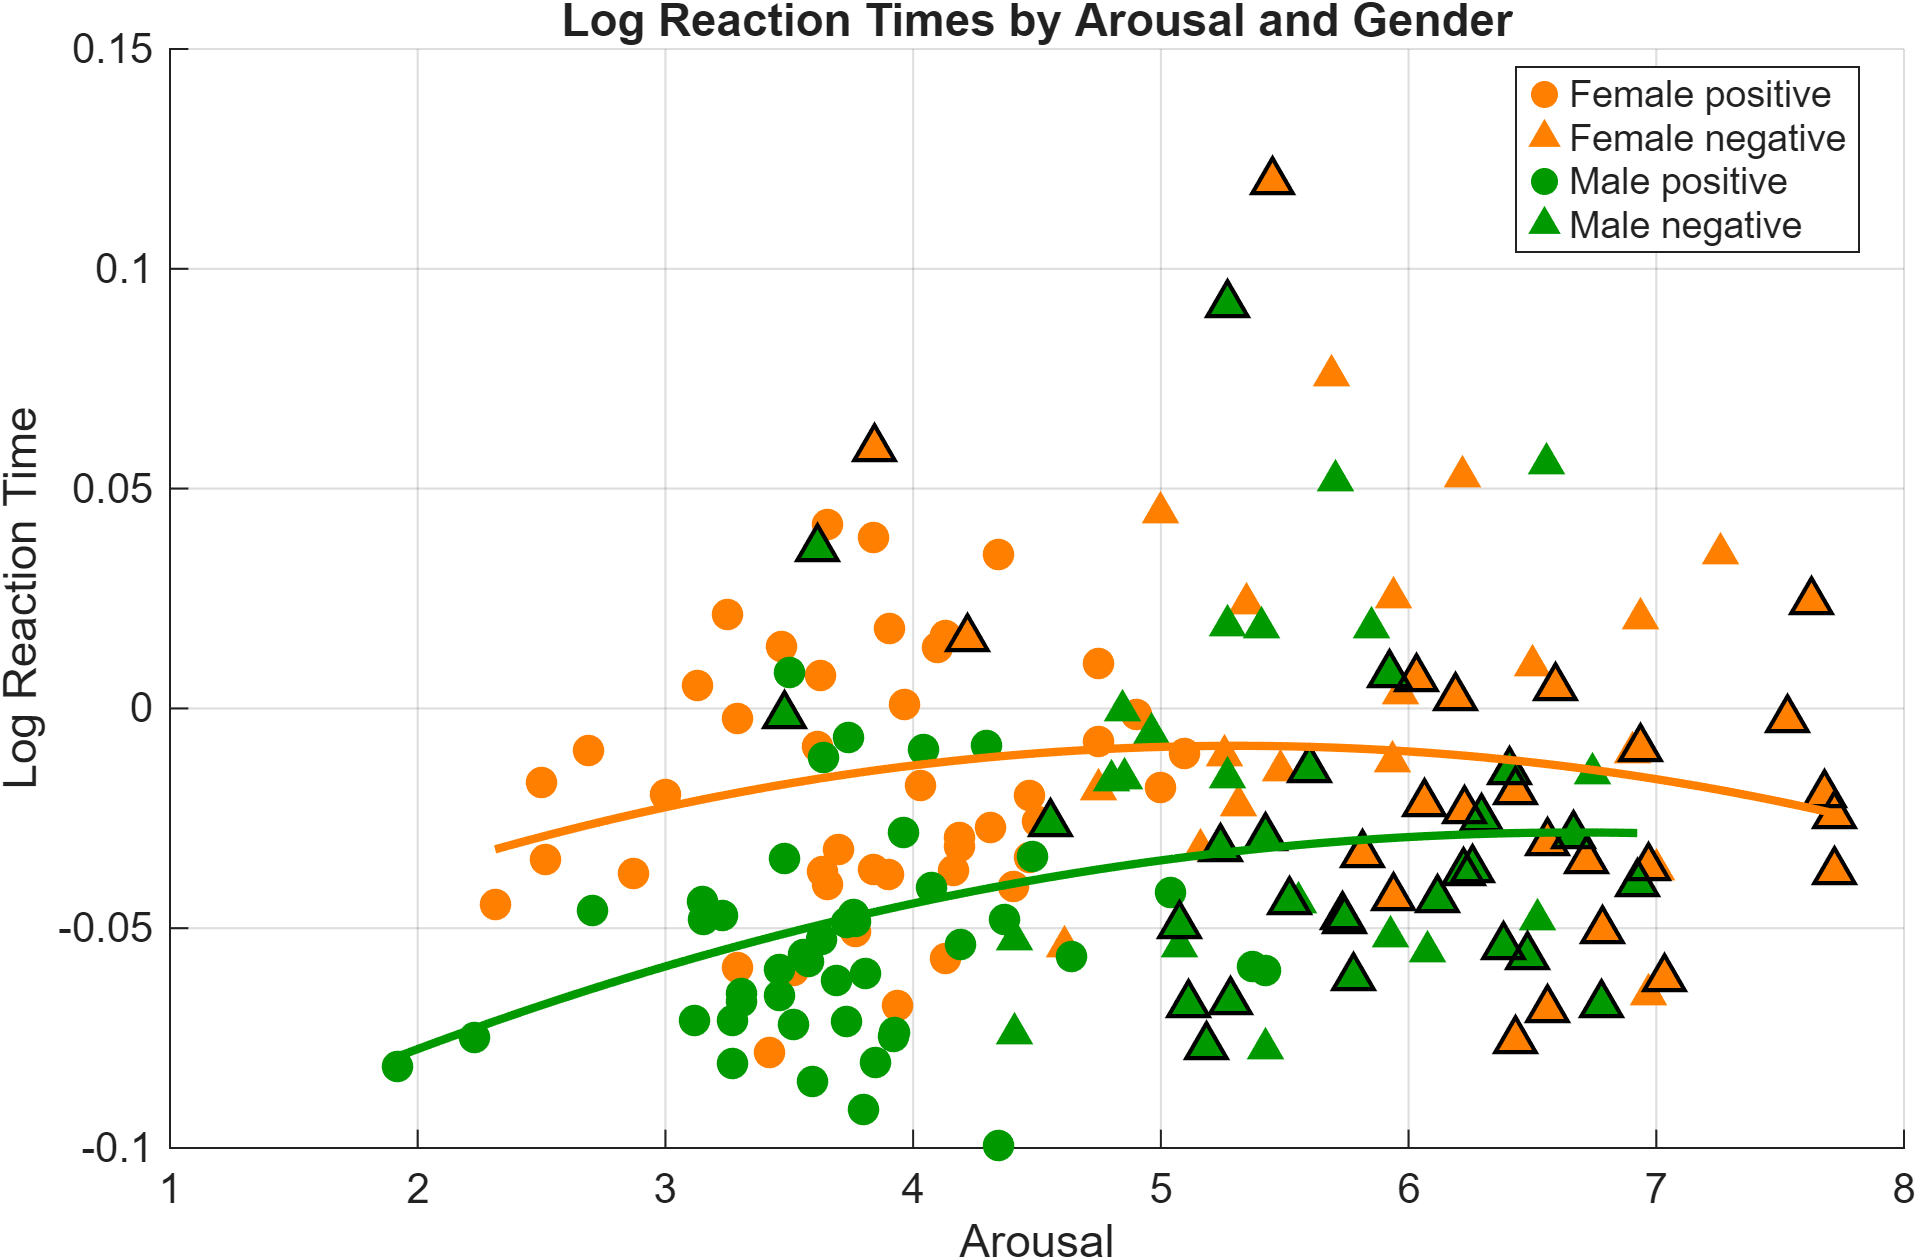 Log Reaction Times by Arousal and Gender
0.15
0.1
0.05
0
-0.05
-0.1
Log Reaction Time
Female positive
Female negative
Male positive
Male negative
1 2 3 4 5 6 7 8
Arousal